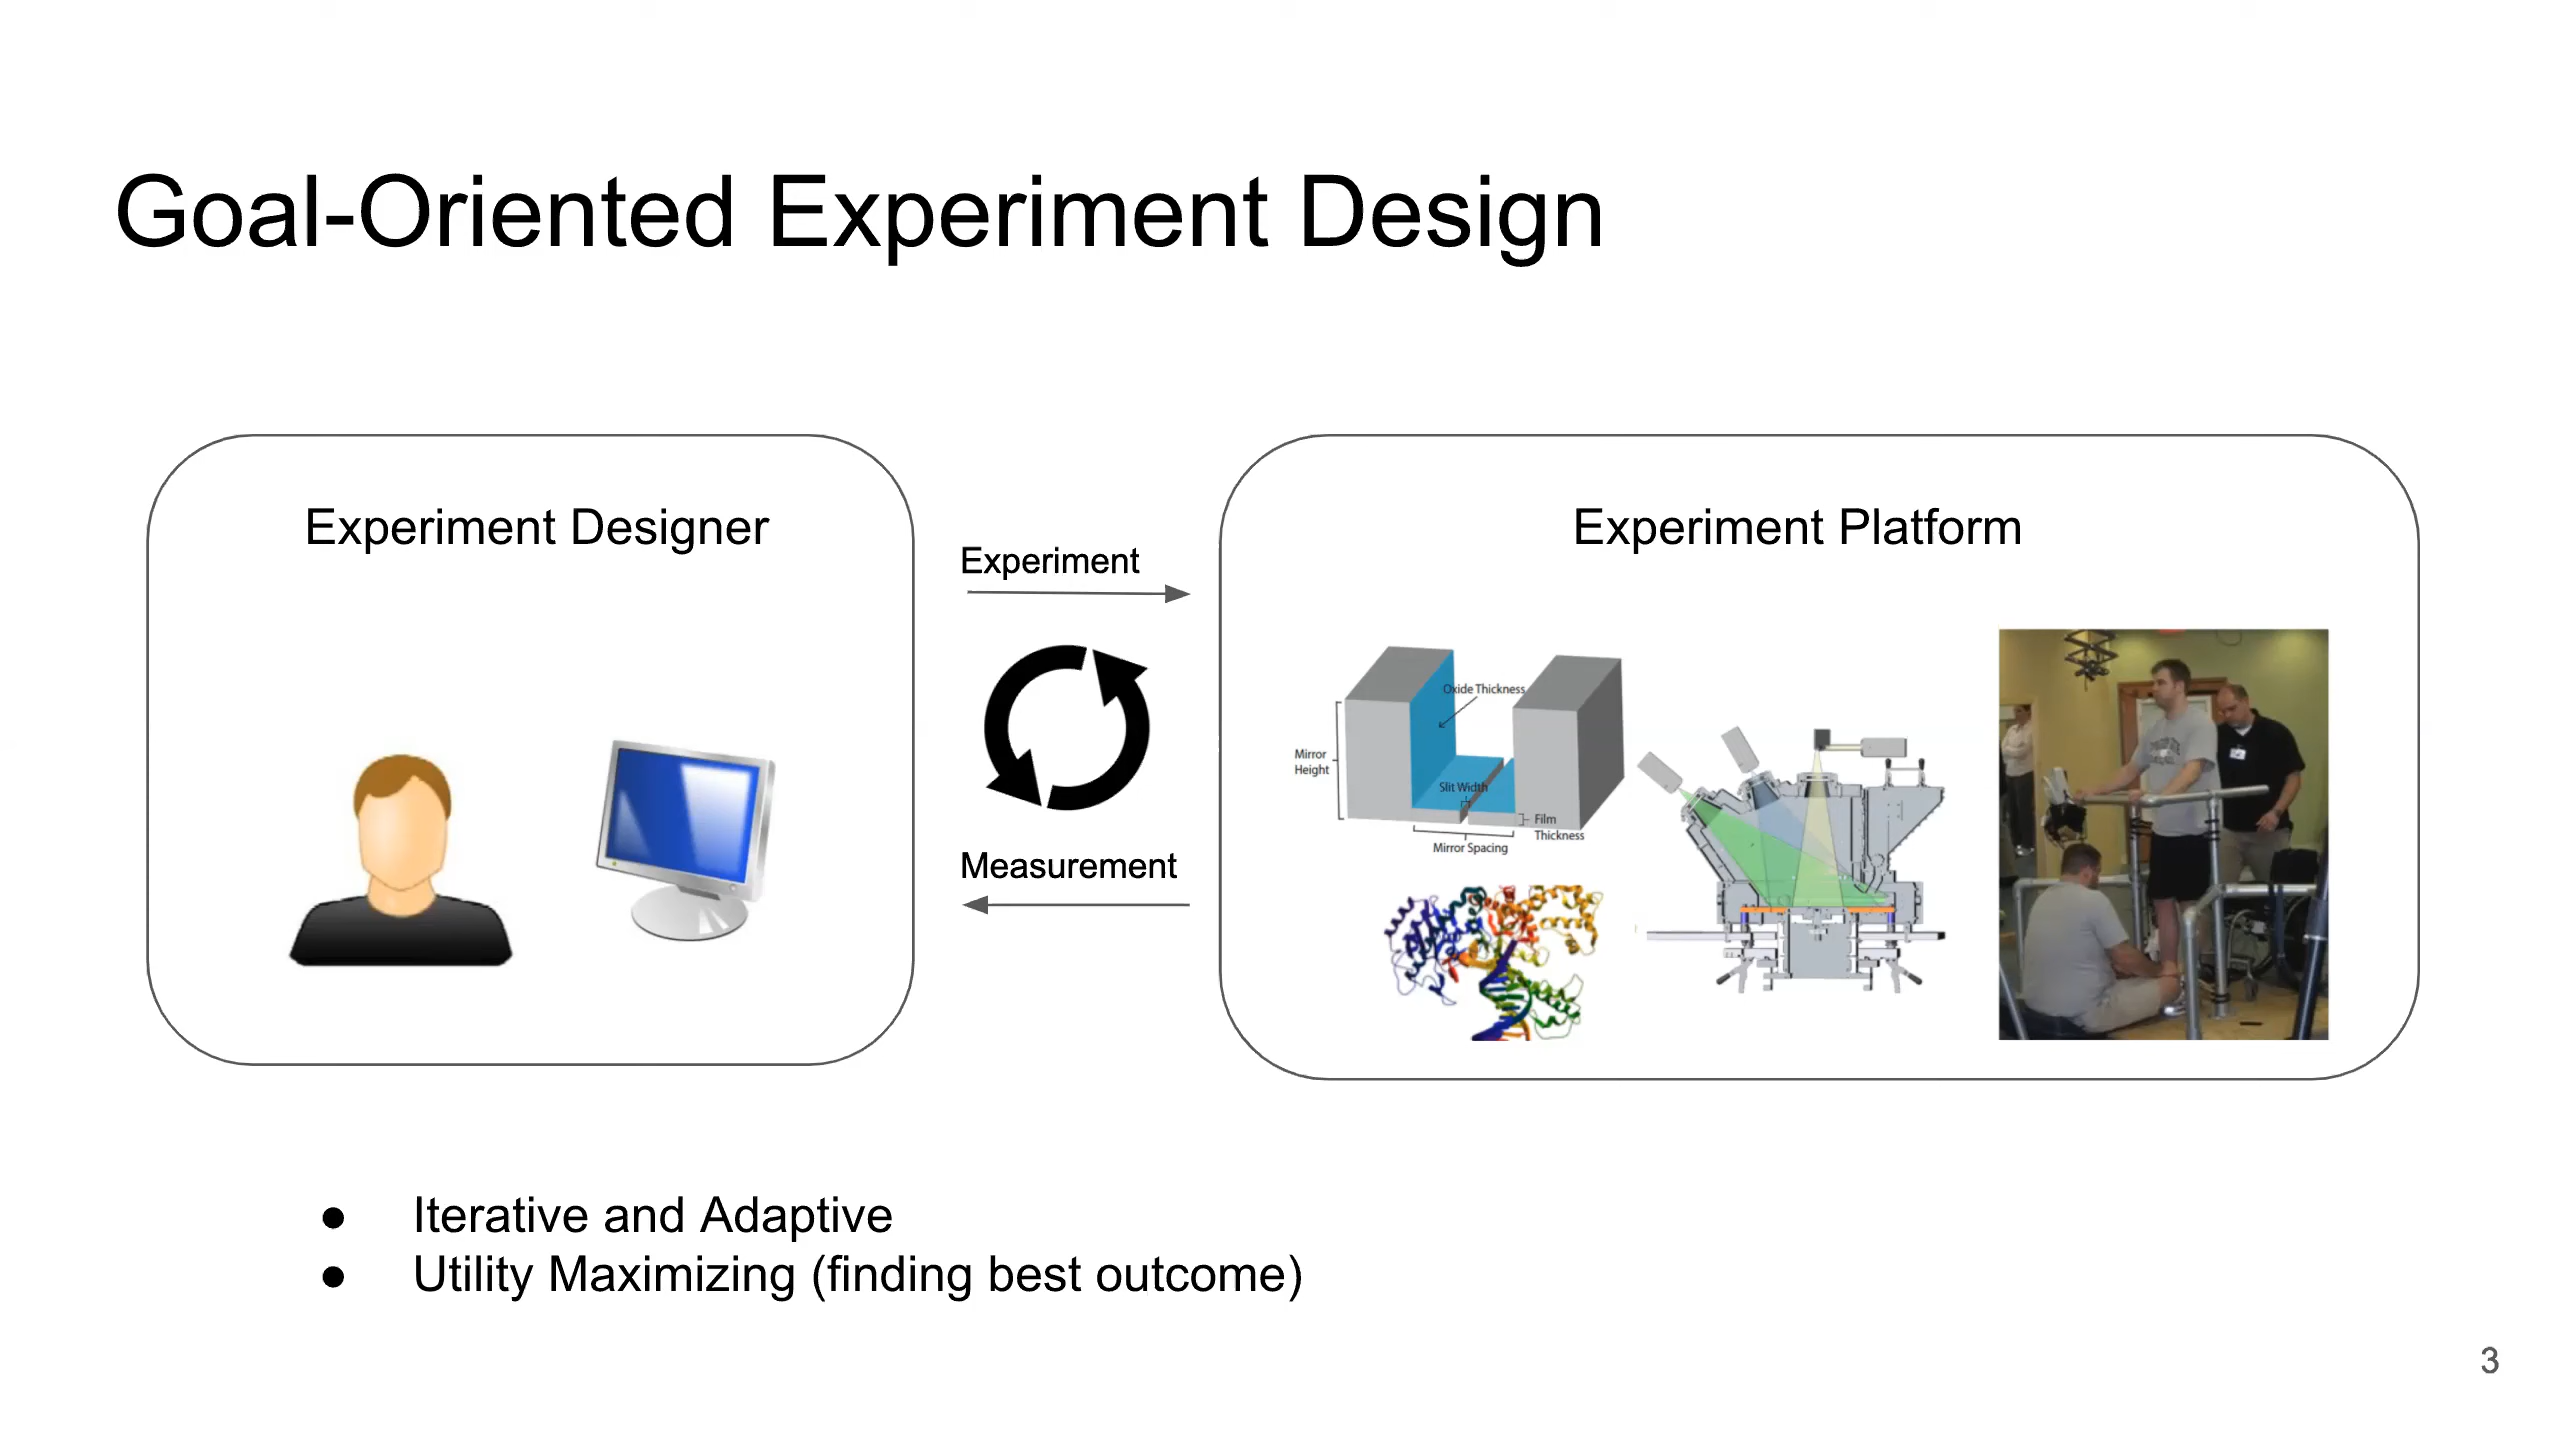 Goal-Oriented Experiment Design
Experiment Designer
Experiment
Measurement
Experiment Platform
Oxide Thickness
Mirror
Height
Slit Width
Film
Thickness
Mirror Spacing
● Iterative and Adaptive
● Utility Maximizing (finding best outcome)
3